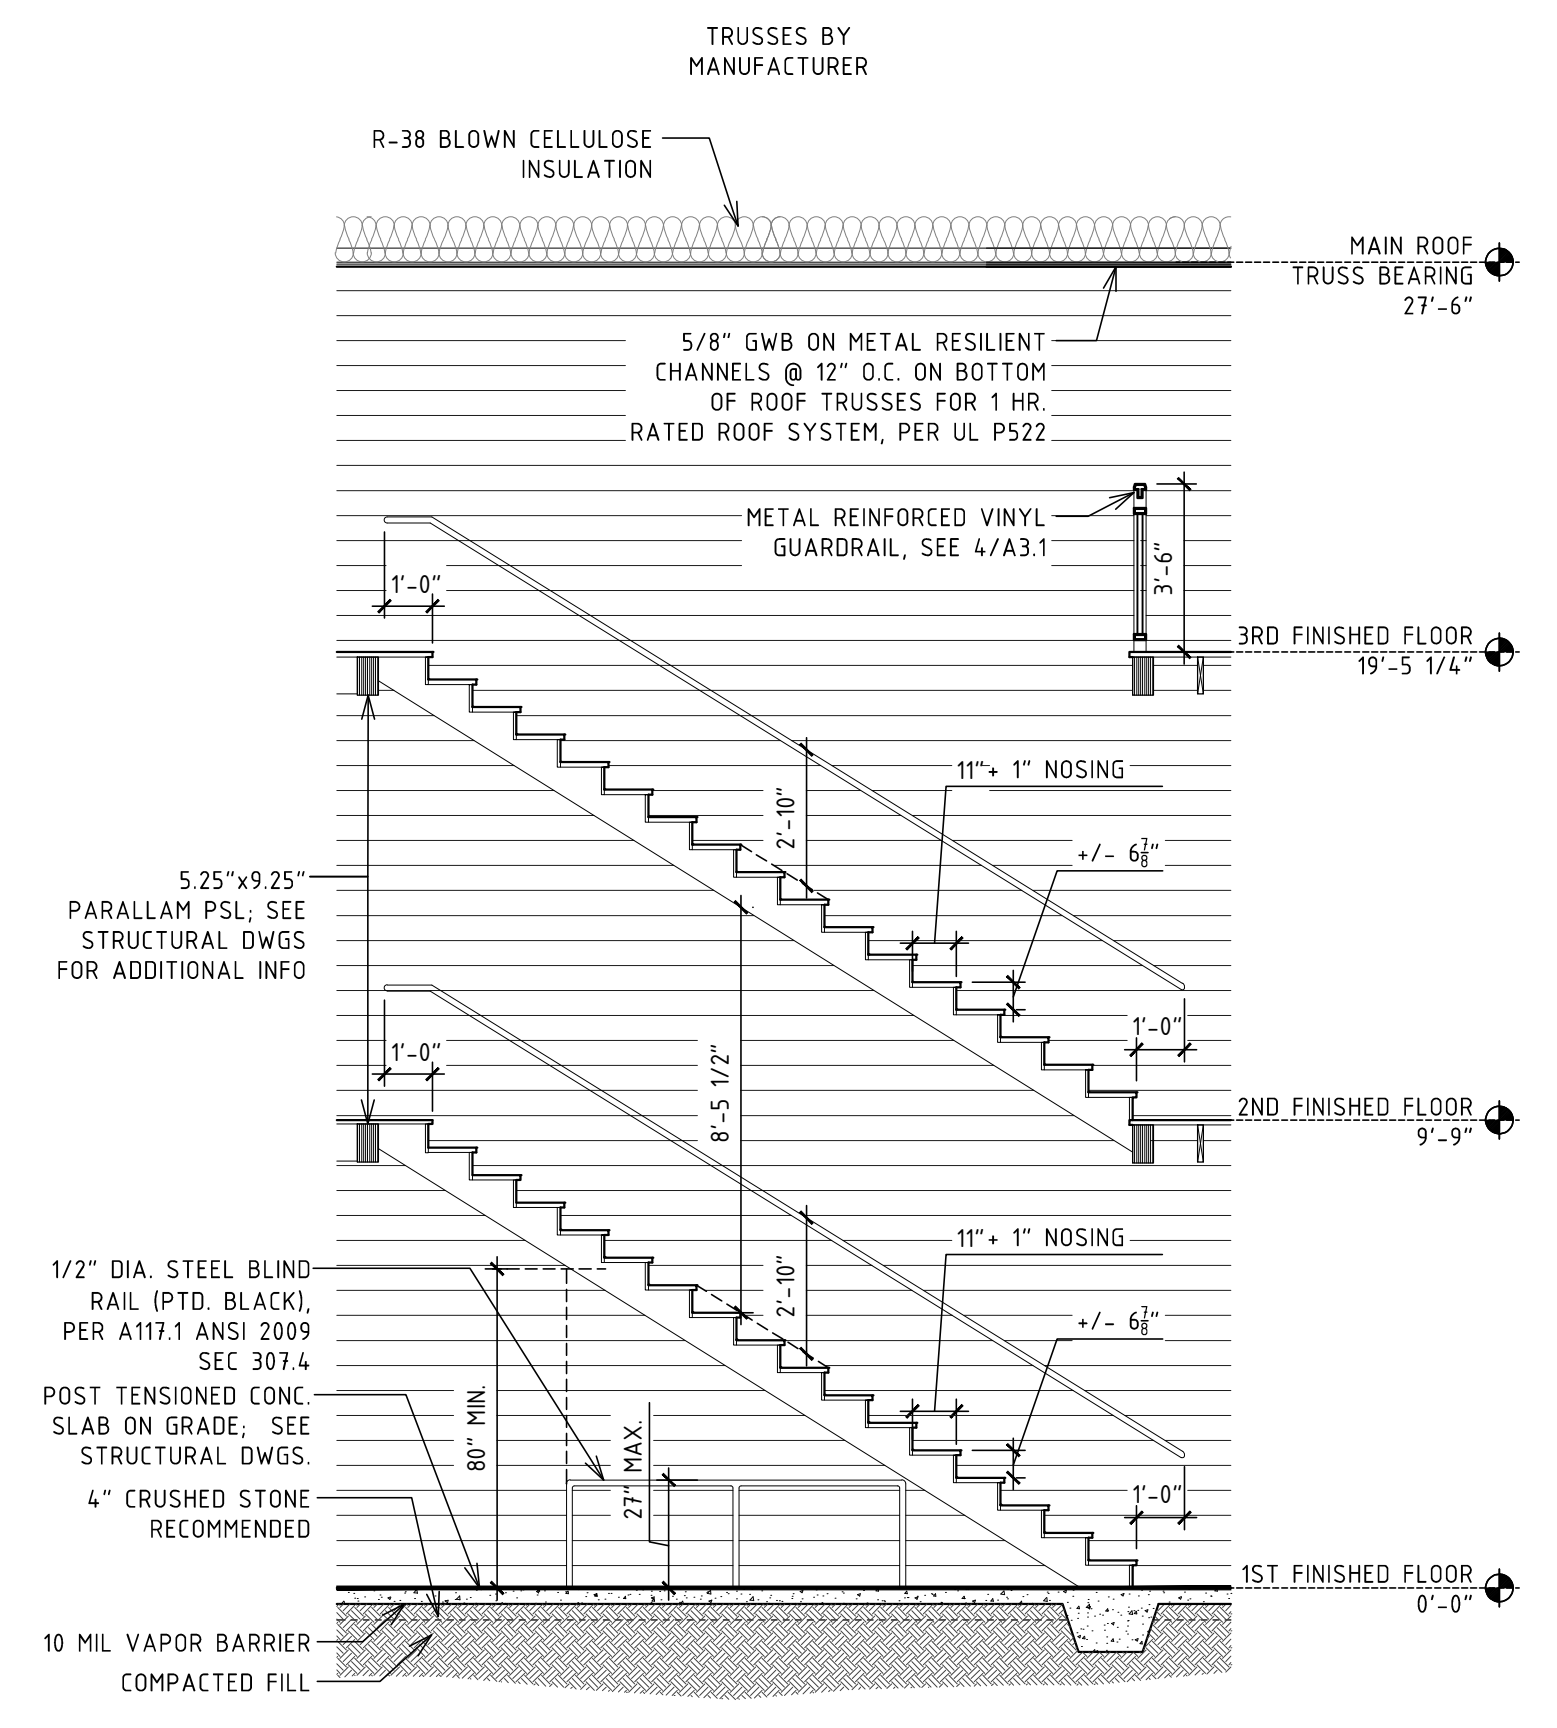 TRUSSES BY
MANUFACTURER
R-38 BLOWN CELLULOSE
INSULATION
MAIN ROOF
TRUSS BEARING
27'-6"
5/8" GWB ON METAL RESILIENT
CHANNELS @ 12" O.C. ON BOTTOM
OF ROOF TRUSSES FOR 1 HR.
RATED ROOF SYSTEM, PER UL P522
METAL REINFORCED VINYL
GUARDRAIL, SEE 4/A3.1
3'-6"
1'-0"
3RD FINISHED FLOOR
19'-5 1/4"
11"+ 1" NOSING
2'-10"
+/- 6 7/8"
5.25"x9.25"
PARALLAM PSL; SEE
STRUCTURAL DWGS
FOR ADDITIONAL INFO
1'-0"
1'-0"
8'-5 1/2"
2ND FINISHED FLOOR
9'-9"
11"+ 1" NOSING
2'-10"
+/- 6 7/8"
1/2" DIA. STEEL BLIND
RAIL (PTD. BLACK),
PER A117.1 ANSI 2009
SEC 307.4
POST TENSIONED CONC.
SLAB ON GRADE; SEE
STRUCTURAL DWGS.
80" MIN.
27" MAX.
4" CRUSHED STONE
RECOMMENDED
1'-0"
1ST FINISHED FLOOR
0'-0"
10 MIL VAPOR BARRIER
COMPACTED FILL